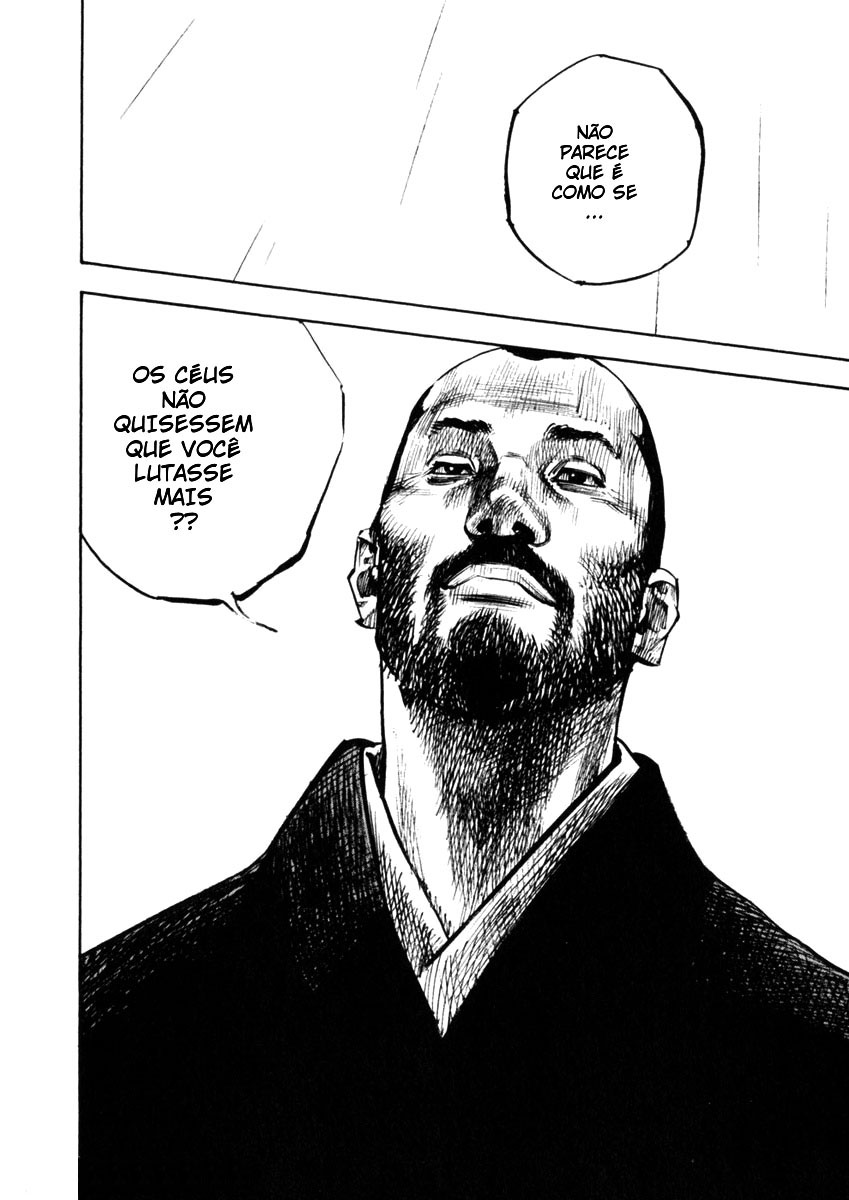 NÃO
PARECE
QUE É
COMO SE
...
OS CÉUS
NÃO
QUISESSEM
QUE VOCÊ
LUTASSE
MAIS
??